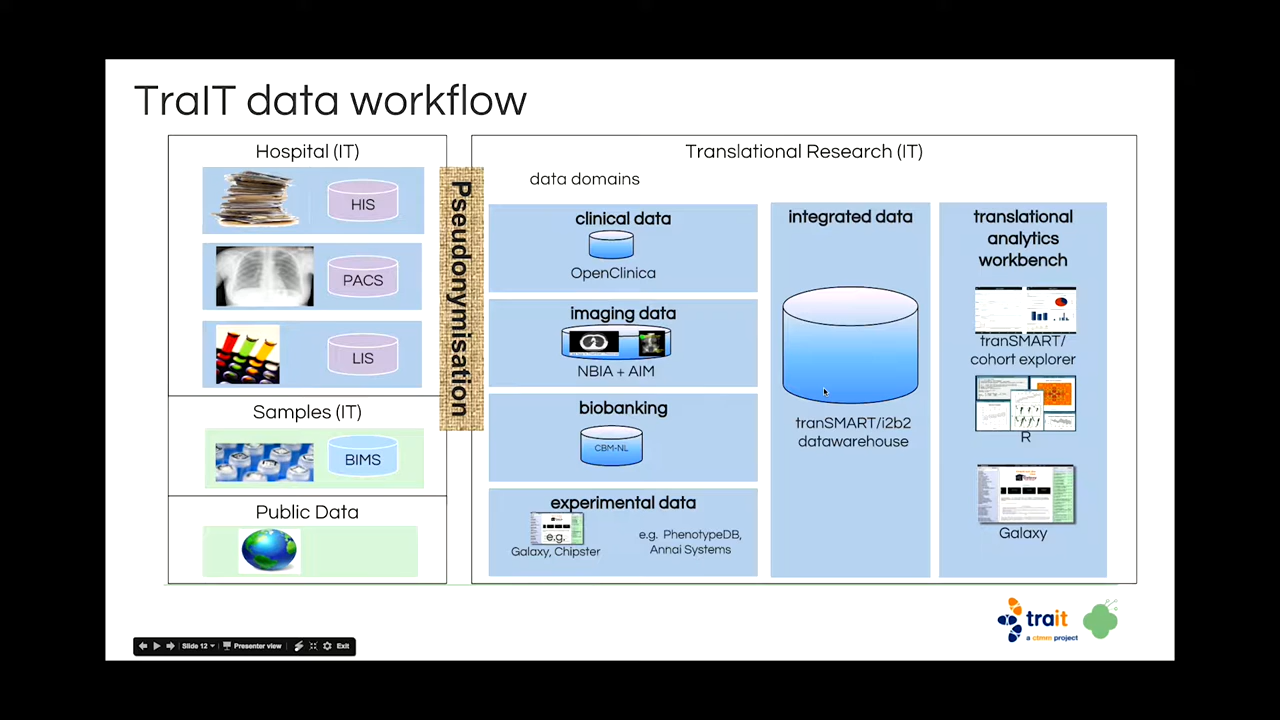 TraIT data workflow
Hospital (IT)
HIS
PACS
LIS
Samples (IT)
BIMS
Public Data
Pseudonymisation
Translational Research (IT)
data domains
clinical data
OpenClinica
imaging data
NBIA + AIM
biobanking
CBM-NL
experimental data
e.g.
Galaxy, Chipster
e.g. PhenotypeDB,
Annai Systems
integrated data
tranSMART/i2b2
datawarehouse
translational
analytics
workbench
tranSMART/
cohort explorer
R
Galaxy
trait
a ctmm project
Slide 12
Presenter view
Exit